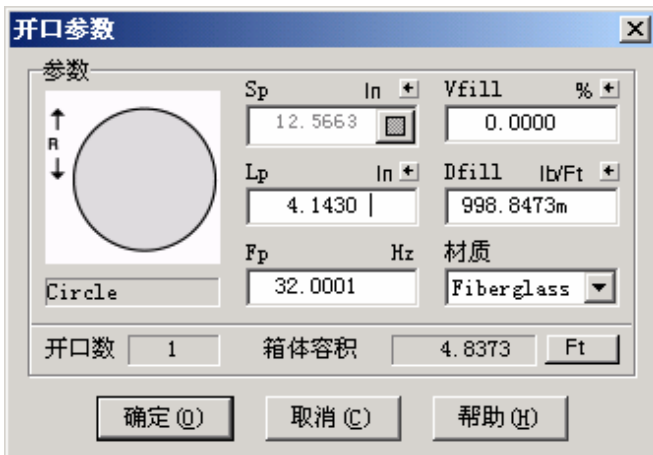 开口参数
参数
R
Circle
Sp In
12.5663
Lp In
4.1430
Fp Hz
32.0001
Vfill %
0.0000
Dfill lb/Ft
998.8473m
材质
Fiberglass
开口数 1 箱体容积 4.8373 Ft
确定(O) 取消(C) 帮助(H)